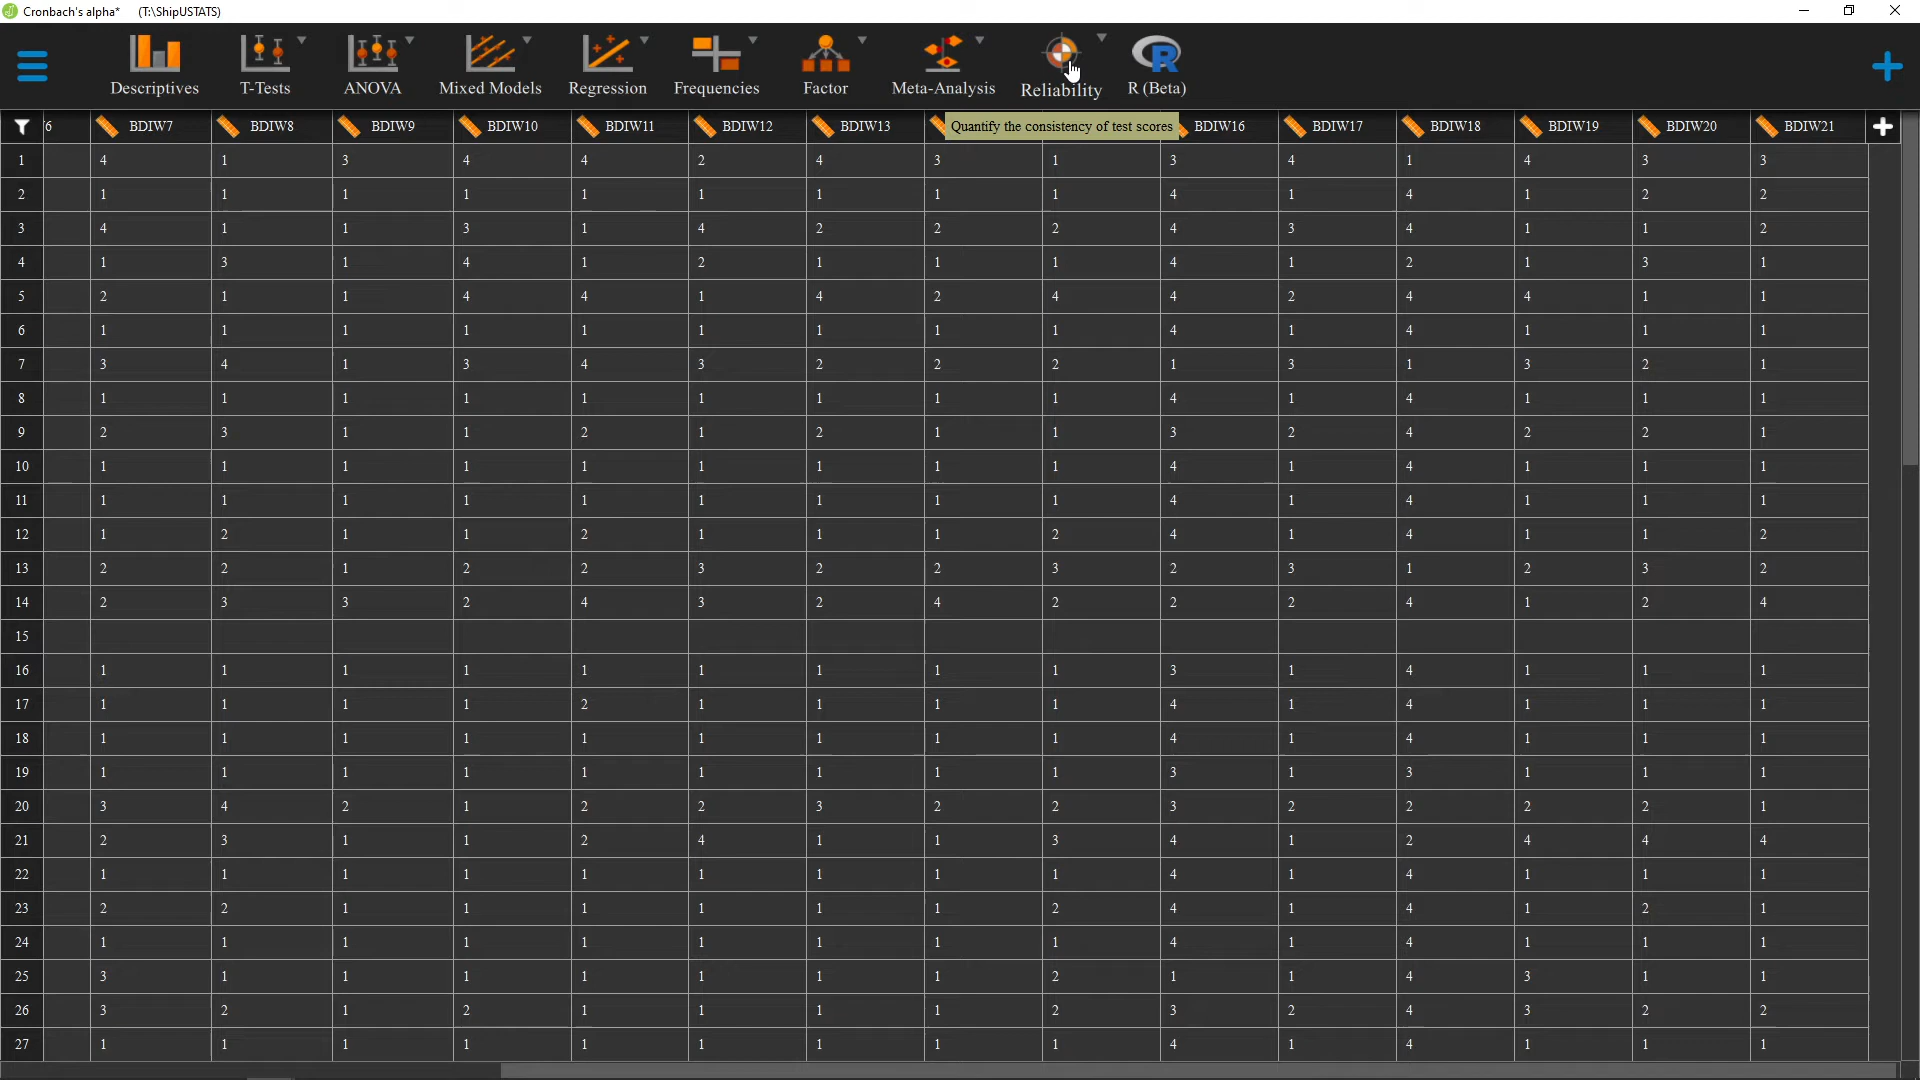 Cronbach's alpha* (T:\ShipUSTATS)
Descriptives T-Tests ANOVA Mixed Models Regression Frequencies Factor Meta-Analysis Reliability R (Beta)
Quantify the consistency of test scores
6 BDIW7 BDIW8 BDIW9 BDIW10 BDIW11 BDIW12 BDIW13 BDIW16 BDIW17 BDIW18 BDIW19 BDIW20 BDIW21
1 4 1 3 4 4 2 4 3 1 3 4 1 4 3 3
2 1 1 1 1 1 1 1 1 1 4 1 4 1 2 2
3 4 1 1 3 1 4 2 2 2 4 3 4 1 1 2
4 1 3 1 4 1 2 1 1 1 4 1 2 1 3 1
5 2 1 1 4 4 1 4 2 4 4 2 4 4 1 1
6 1 1 1 1 1 1 1 1 1 4 1 4 1 1 1
7 3 4 1 3 4 3 2 2 2 1 3 1 3 2 1
8 1 1 1 1 1 1 1 1 1 4 1 4 1 1 1
9 2 3 1 1 2 1 2 1 1 3 2 4 2 2 1
10 1 1 1 1 1 1 1 1 1 4 1 4 1 1 1
11 1 1 1 1 1 1 1 1 1 4 1 4 1 1 1
12 1 2 1 1 2 1 1 1 2 4 1 4 1 1 2
13 2 2 1 2 2 3 2 2 3 2 3 1 2 3 2
14 2 3 3 2 4 3 2 4 2 2 2 4 1 2 4
15
16 1 1 1 1 1 1 1 1 1 3 1 4 1 1 1
17 1 1 1 1 2 1 1 1 1 4 1 4 1 1 1
18 1 1 1 1 1 1 1 1 1 4 1 4 1 1 1
19 1 1 1 1 1 1 1 1 1 3 1 3 1 1 1
20 3 4 2 1 2 2 3 2 2 3 2 2 2 2 1
21 2 3 1 1 2 4 1 1 3 4 1 2 4 4 4
22 1 1 1 1 1 1 1 1 1 4 1 4 1 1 1
23 2 2 1 1 1 1 1 1 2 4 1 4 1 2 1
24 1 1 1 1 1 1 1 1 1 4 1 4 1 1 1
25 3 1 1 1 1 1 1 1 2 1 1 4 3 1 1
26 3 2 1 2 1 1 1 1 2 3 2 4 3 2 2
27 1 1 1 1 1 1 1 1 1 4 1 4 1 1 1